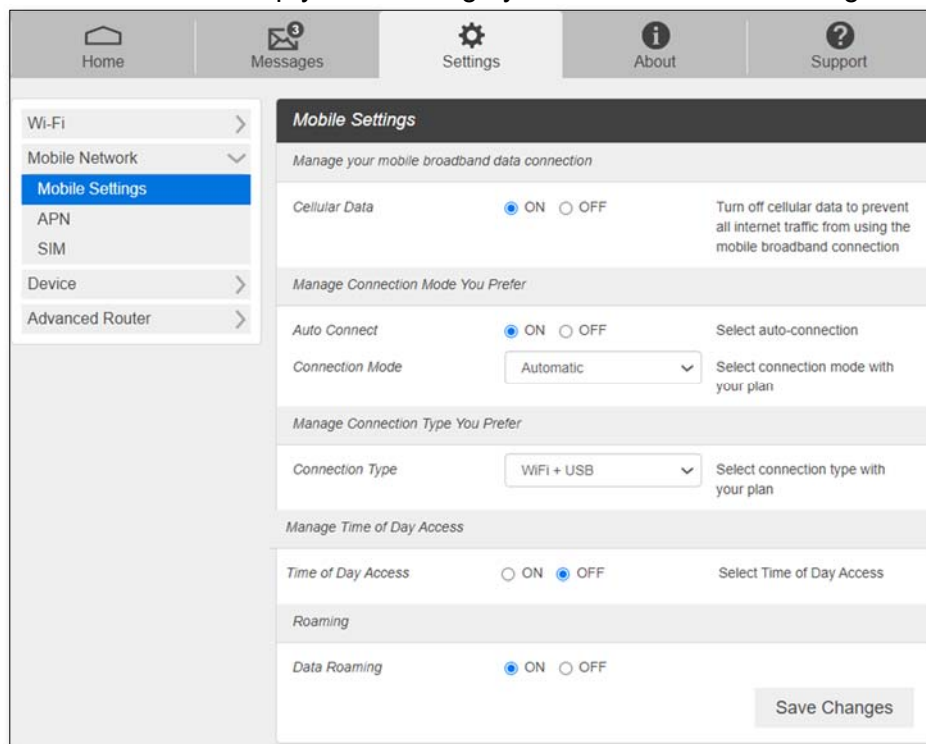 3
Home
Messages
Settings
About
Support
Wi-Fi
Mobile Network
Mobile Settings
APN
SIM
Device
Advanced Router
Mobile Settings
Manage your mobile broadband data connection
Cellular Data
ON OFF
Turn off cellular data to prevent
all internet traffic from using the
mobile broadband connection
Manage Connection Mode You Prefer
Auto Connect
ON OFF
Select auto-connection
Connection Mode
Automatic
Select connection mode with
your plan
Manage Connection Type You Prefer
Connection Type
WiFi + USB
Select connection type with
your plan
Manage Time of Day Access
Time of Day Access
ON OFF
Select Time of Day Access
Roaming
Data Roaming
ON OFF
Save Changes